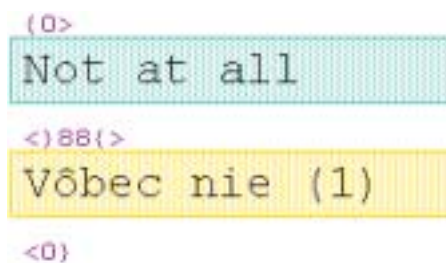 {0>
Not at all
<}88{>
Vôbec nie (1)
<0}